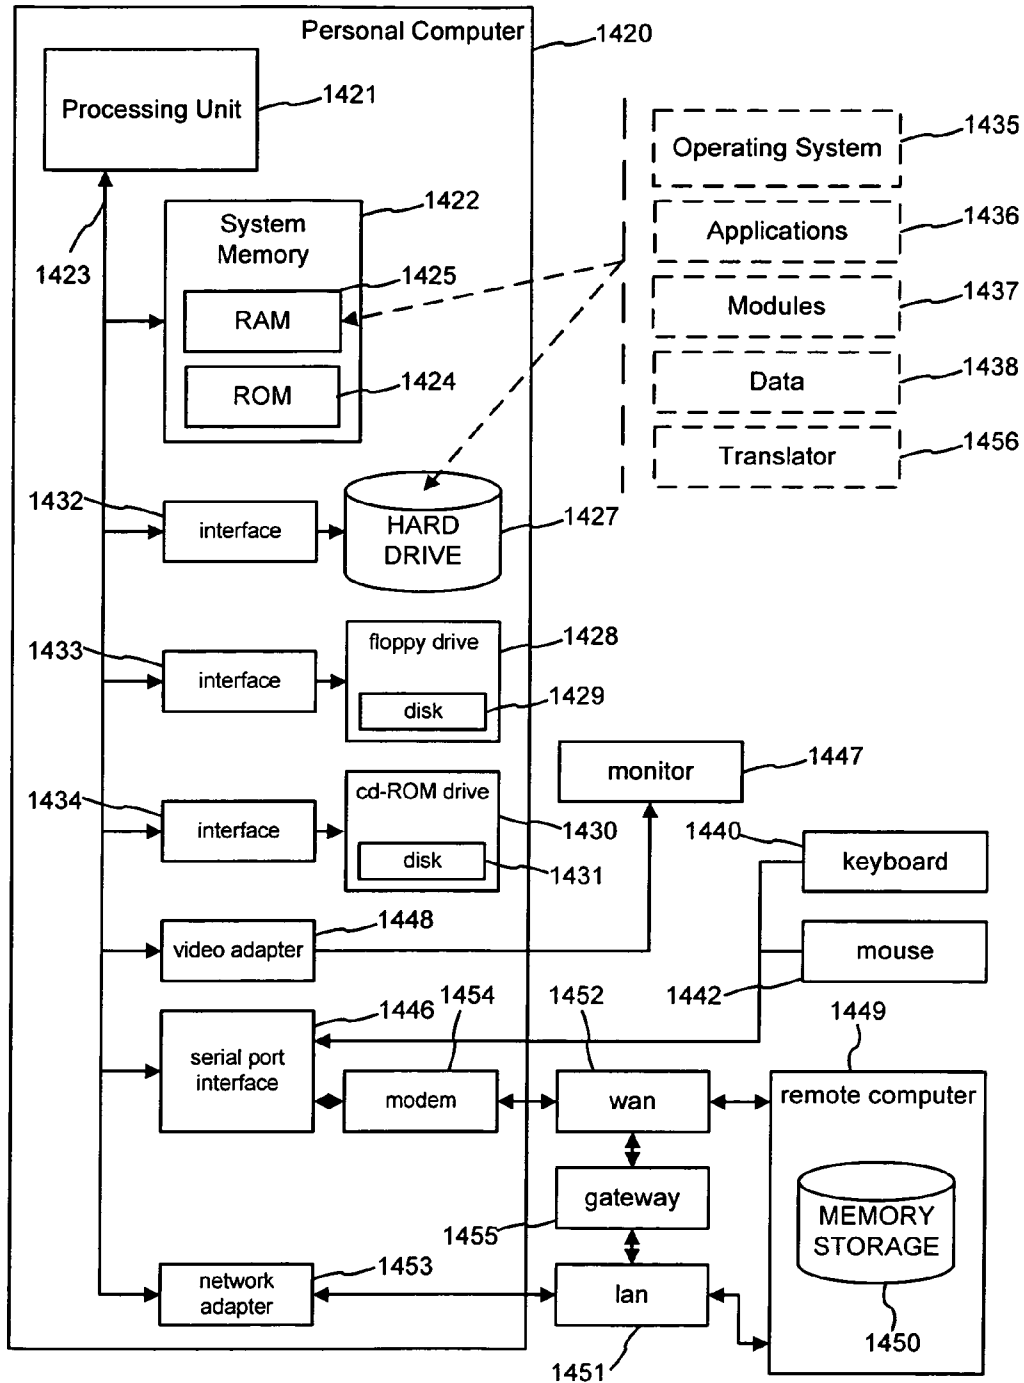 Personal Computer
1420
Processing Unit
1421
1423
System
Memory
1422
RAM
1425
ROM
1424
Operating System
1435
Applications
1436
Modules
1437
Data
1438
Translator
1456
1432
interface
HARD
DRIVE
1427
1433
interface
floppy drive
1428
disk
1429
1434
interface
cd-ROM drive
1430
disk
1431
monitor
1447
1440
keyboard
mouse
1442
video adapter
1448
serial port
interface
1446
modem
1454
wan
1452
gateway
1455
1449
remote computer
MEMORY
STORAGE
1450
network
adapter
1453
lan
1451